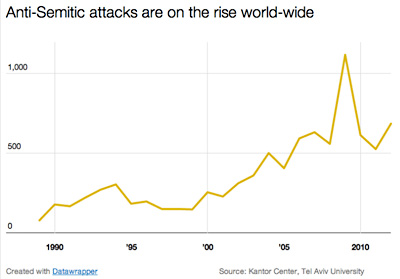 Anti-Semitic attacks are on the rise world-wide
1,000
500
0
1990 '95 '00 '05 2010
Created with Datawrapper Source: Kantor Center, Tel Aviv University